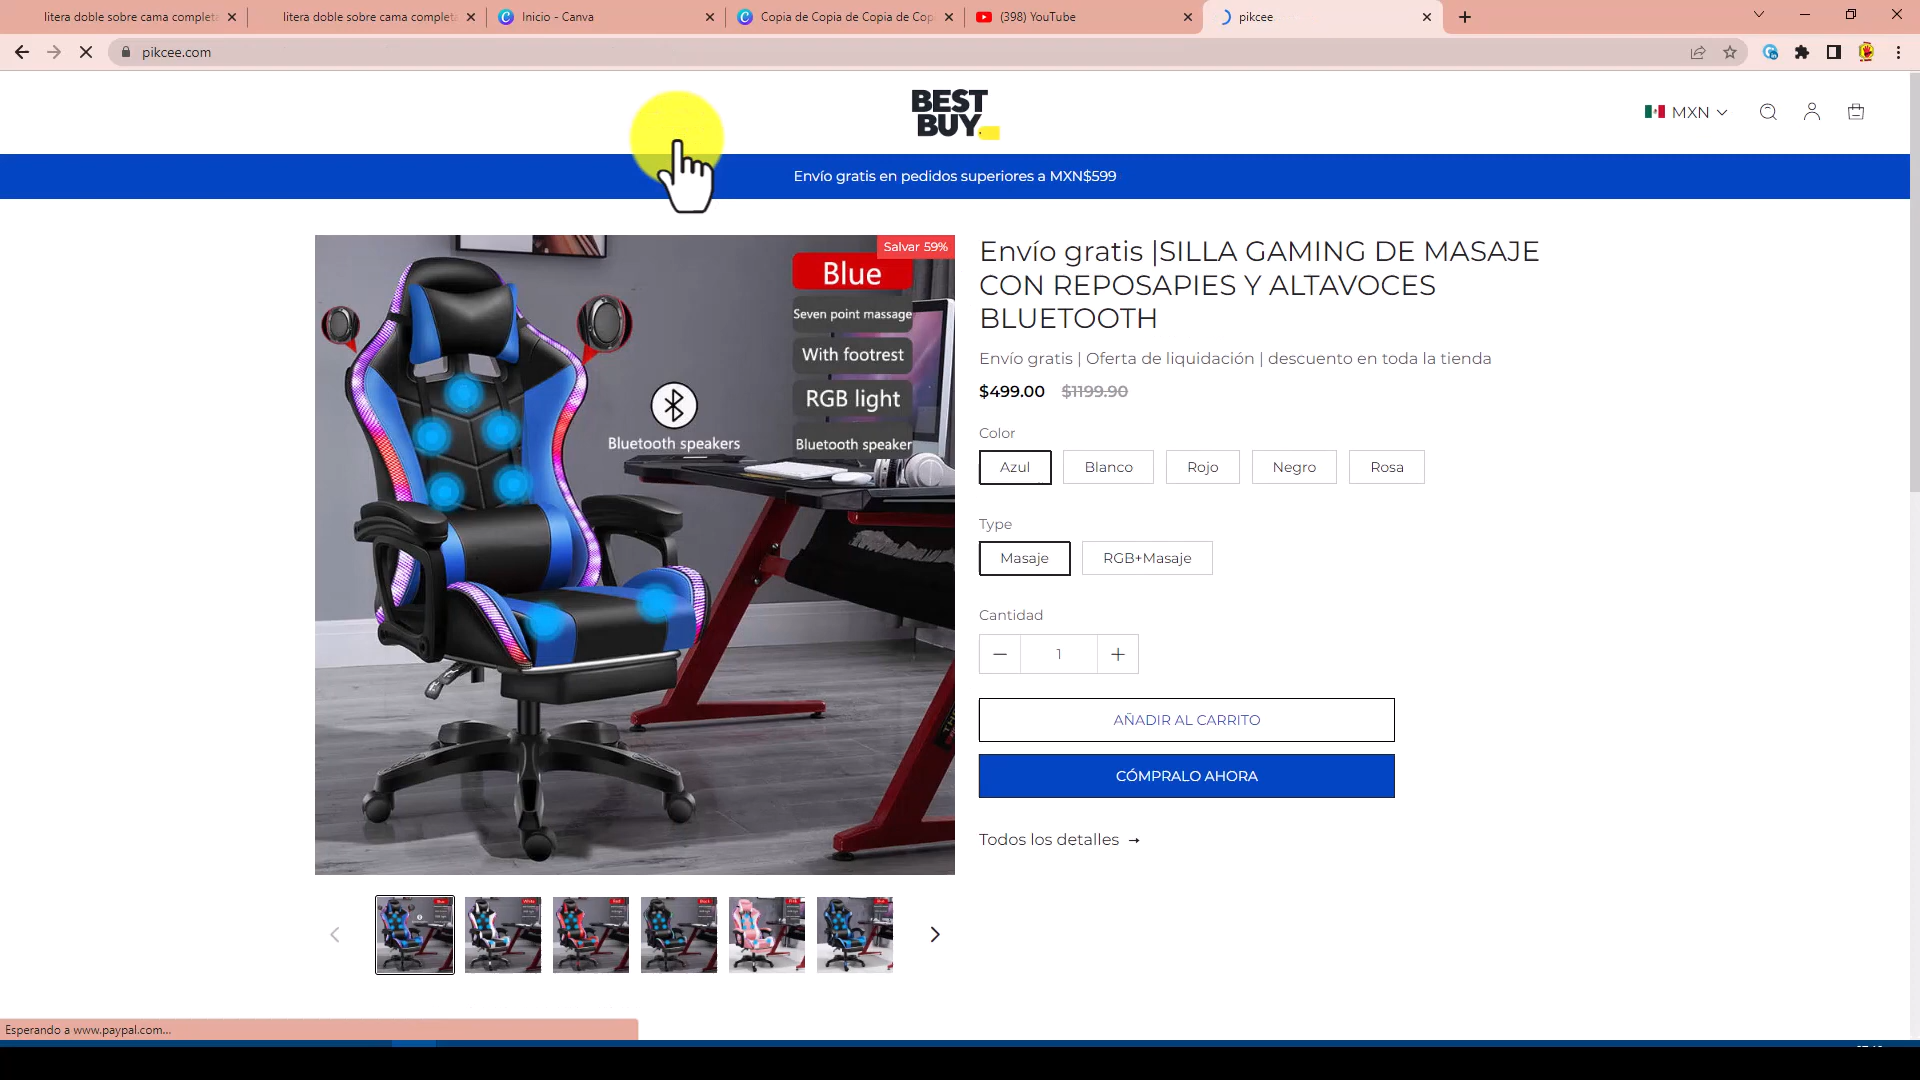 litera doble sobre cama completa
litera doble sobre cama completa
Inicio - Canva
Copia de Copia de Copia de Cop
(398) YouTube
pikcee
pikcee.com
BEST
BUY
MXN
Envío gratis en pedidos superiores a MXN$599
Salvar 59%
Blue
Seven point massage
With footrest
RGB light
Bluetooth speaker
Bluetooth speakers
Envío gratis |SILLA GAMING DE MASAJE
CON REPOSAPIES Y ALTAVOCES
BLUETOOTH
Envío gratis | Oferta de liquidación | descuento en toda la tienda
$499.00 $1199.90
Color
Azul Blanco Rojo Negro Rosa
Type
Masaje RGB+Masaje
Cantidad
1
AÑADIR AL CARRITO
CÓMPRALO AHORA
Todos los detalles →
Esperando a www.paypal.com...